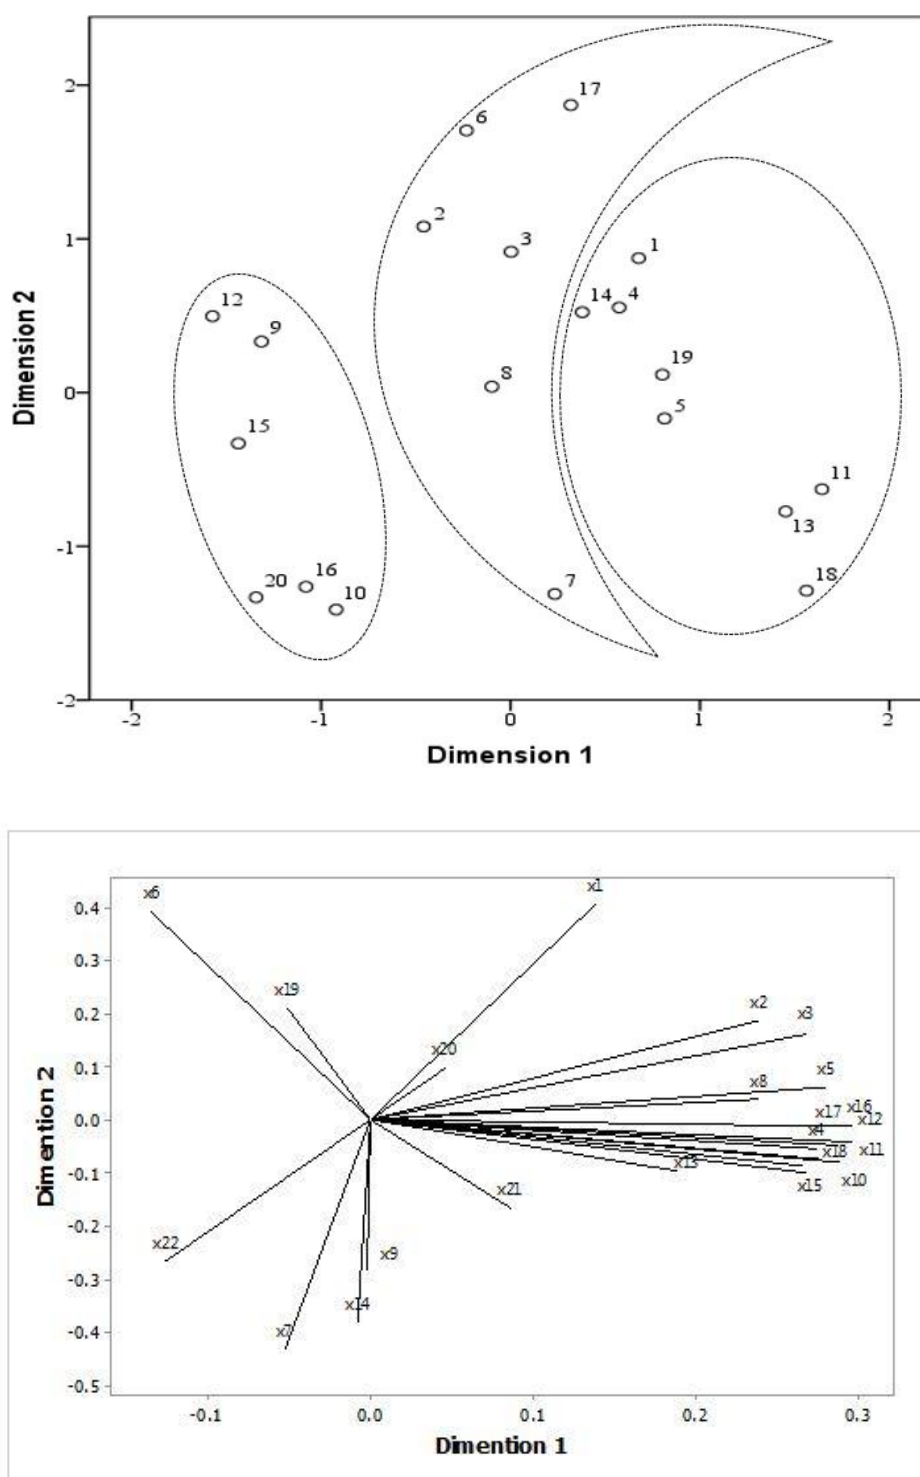 2
17
6
2
3
1
1
14 4
12
9
19
0
8
5
15
11
13
-1
16
20 10
7
18
-2
-2 -1 0 1 2
Dimension 2
Dimension 1
x6 x1
0.4
0.3
x19 x2
0.2 x3
x20
0.1 x5
x8
x17 x16
0.0 x12
x4
x18 x11
x13
-0.1 x15 x10
x21
-0.2
x22
x9
-0.3
x14
x7
-0.4
-0.5
-0.1 0.0 0.1 0.2 0.3
Dimention 2
Dimention 1